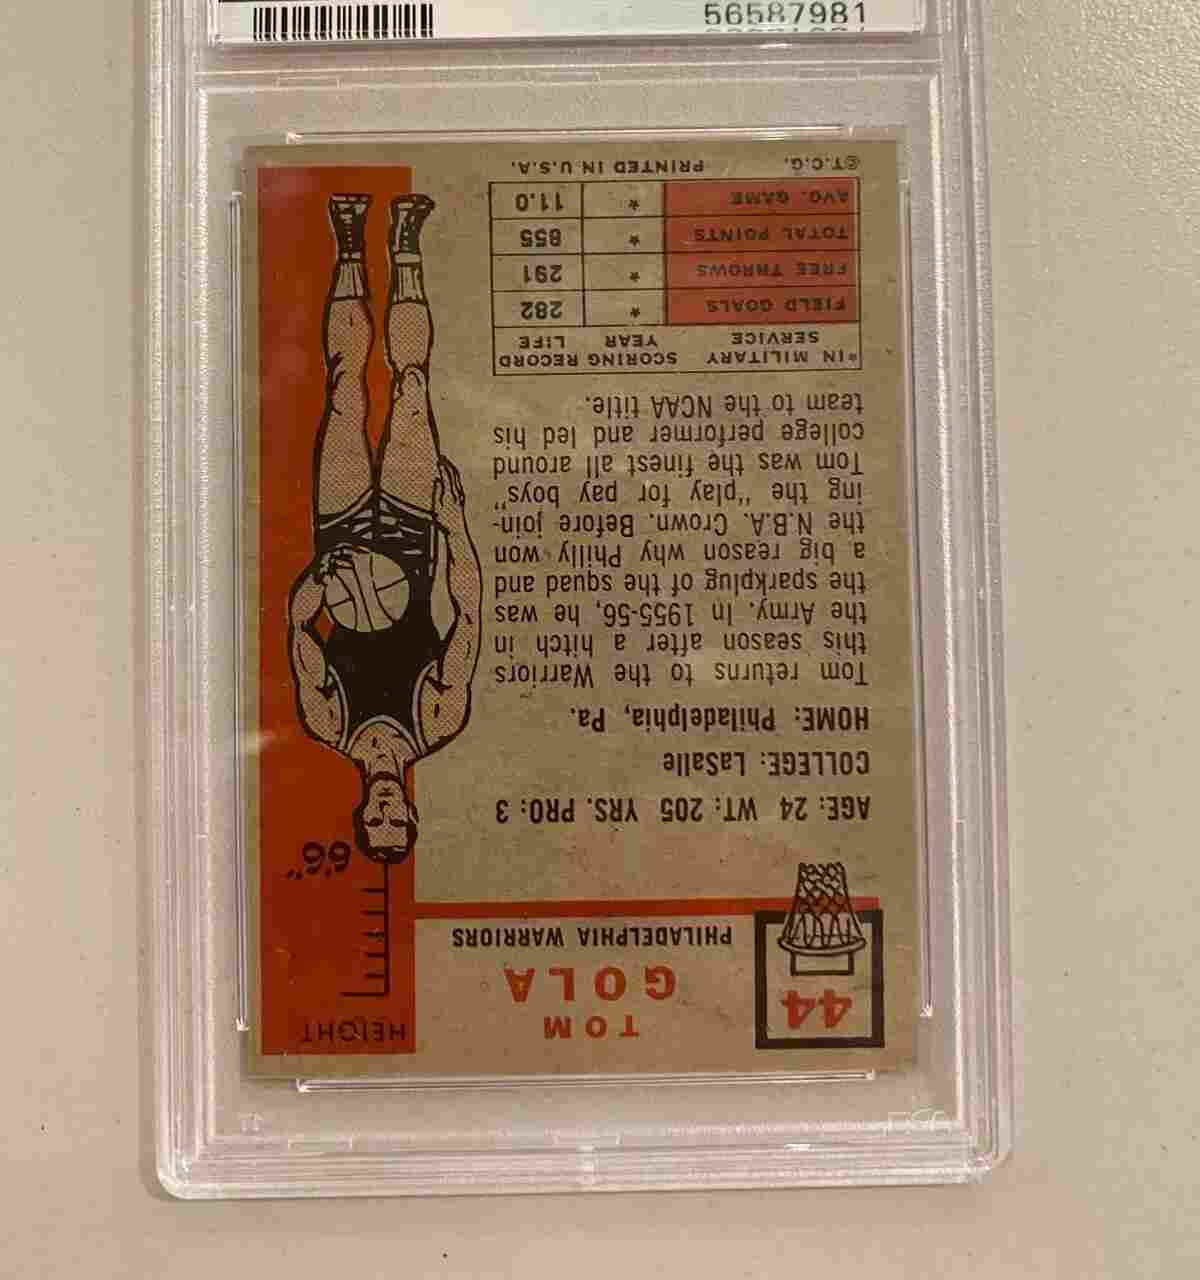 56587981
44
TOM
GOLA
PHILADELPHIA WARRIORS
HEIGHT
6'6"
AGE: 24 WT: 205 YRS. PRO: 3
COLLEGE: LaSalle
HOME: Philadelphia, Pa.
Tom returns to the Warriors
this season after a hitch in
the Army. In 1955-56, he was
the sparkplug of the squad and
a big reason why Philly won
the N.B.A. Crown. Before join-
ing the "play for pay boys"
Tom was the finest all around
college performer and led his
team to the NCAA title.
*IN MILITARY SERVICE SCORING RECORD YEAR LIFE
FIELD GOALS * 282
FREE THROWS * 291
TOTAL POINTS * 855
AVG. GAME * 11.0
©T.C.G. PRINTED IN U.S.A.